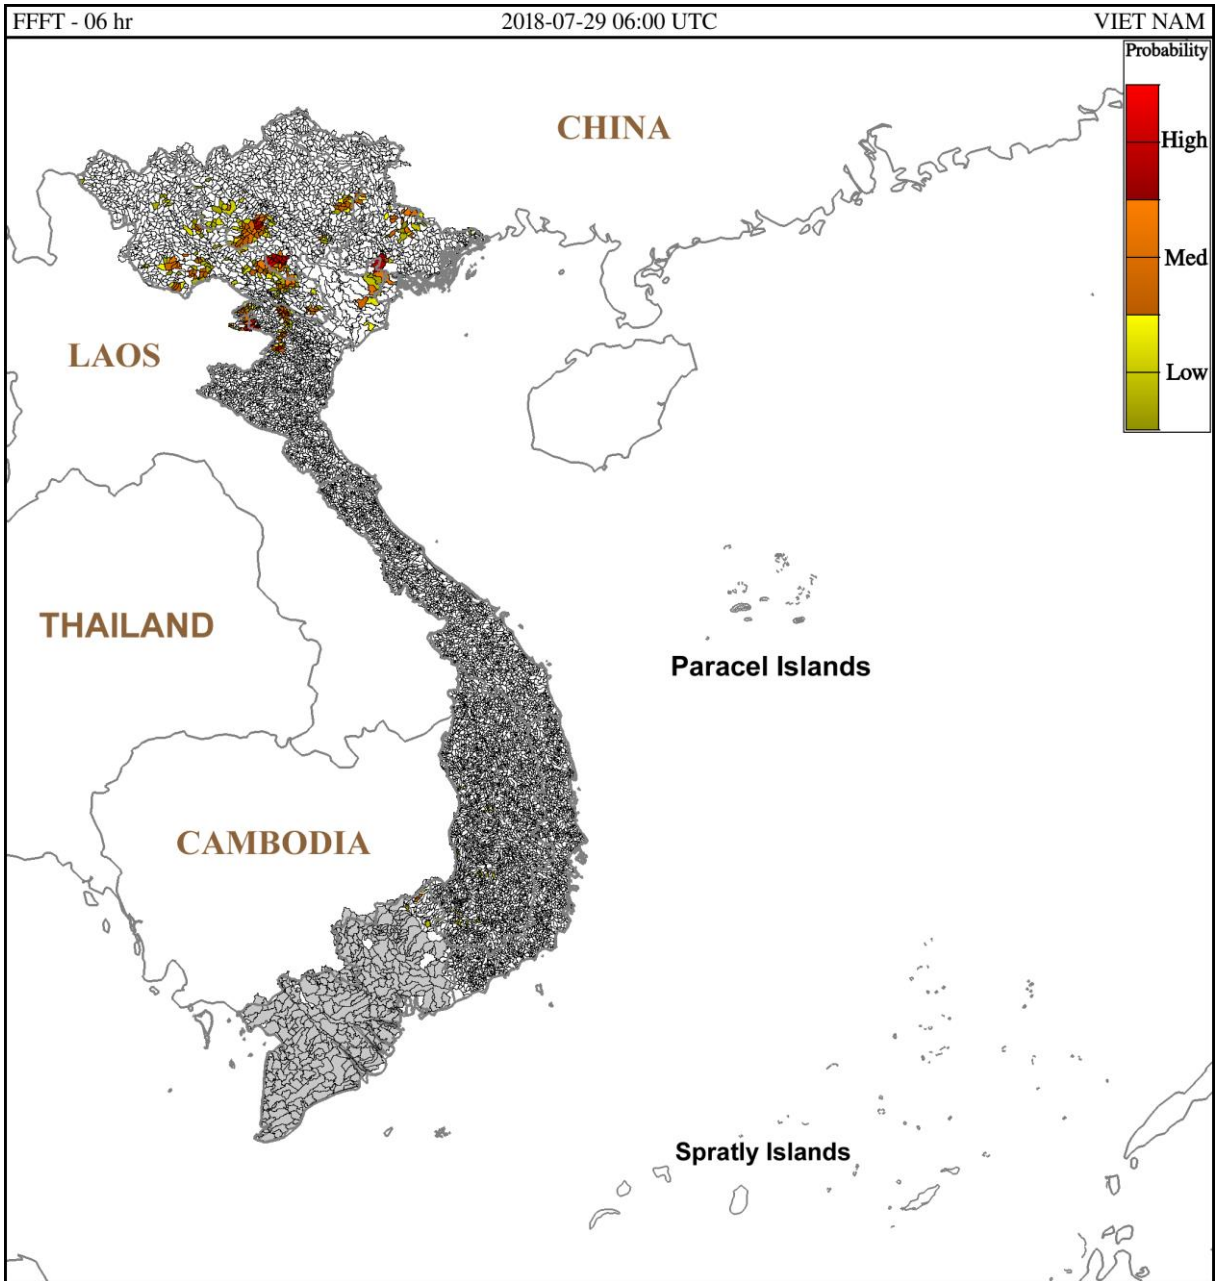 FFFT - 06 hr
2018-07-29 06:00 UTC
VIET NAM
Probability
High
Med
Low
CHINA
LAOS
THAILAND
Paracel Islands
CAMBODIA
Spratly Islands